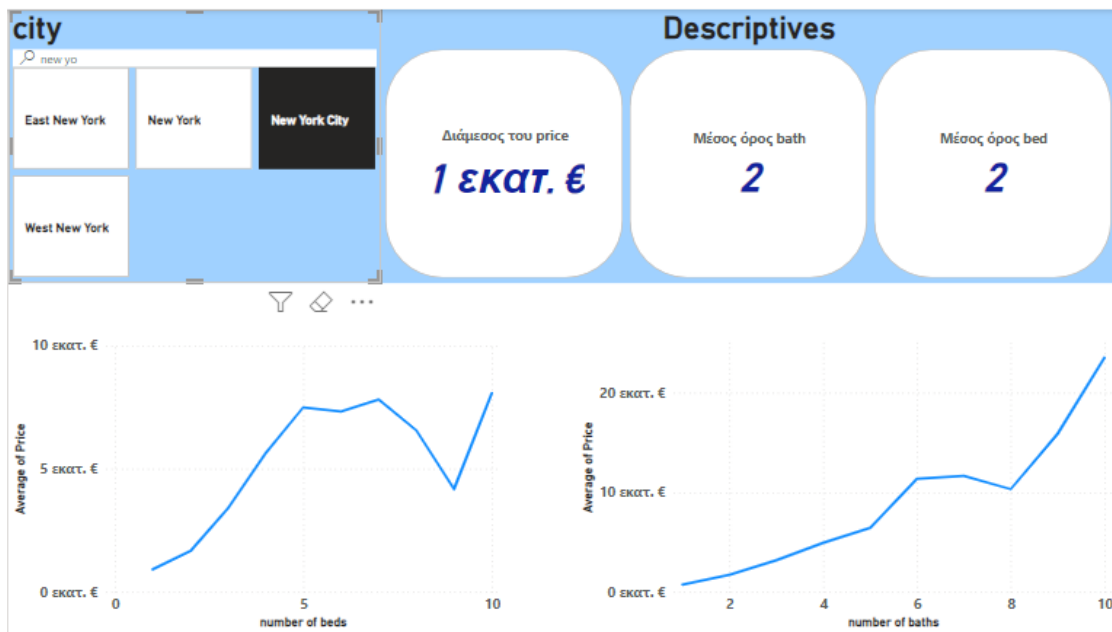 city
new yo
East New York
New York
New York City
West New York
Descriptives
Διάμεσος του price
1 εκατ. €
Μέσος όρος bath
2
Μέσος όρος bed
2
10 εκατ. €
5 εκατ. €
0 εκατ. €
Average of Price
0
5
10
number of beds
20 εκατ. €
10 εκατ. €
0 εκατ. €
Average of Price
2
4
6
8
10
number of baths